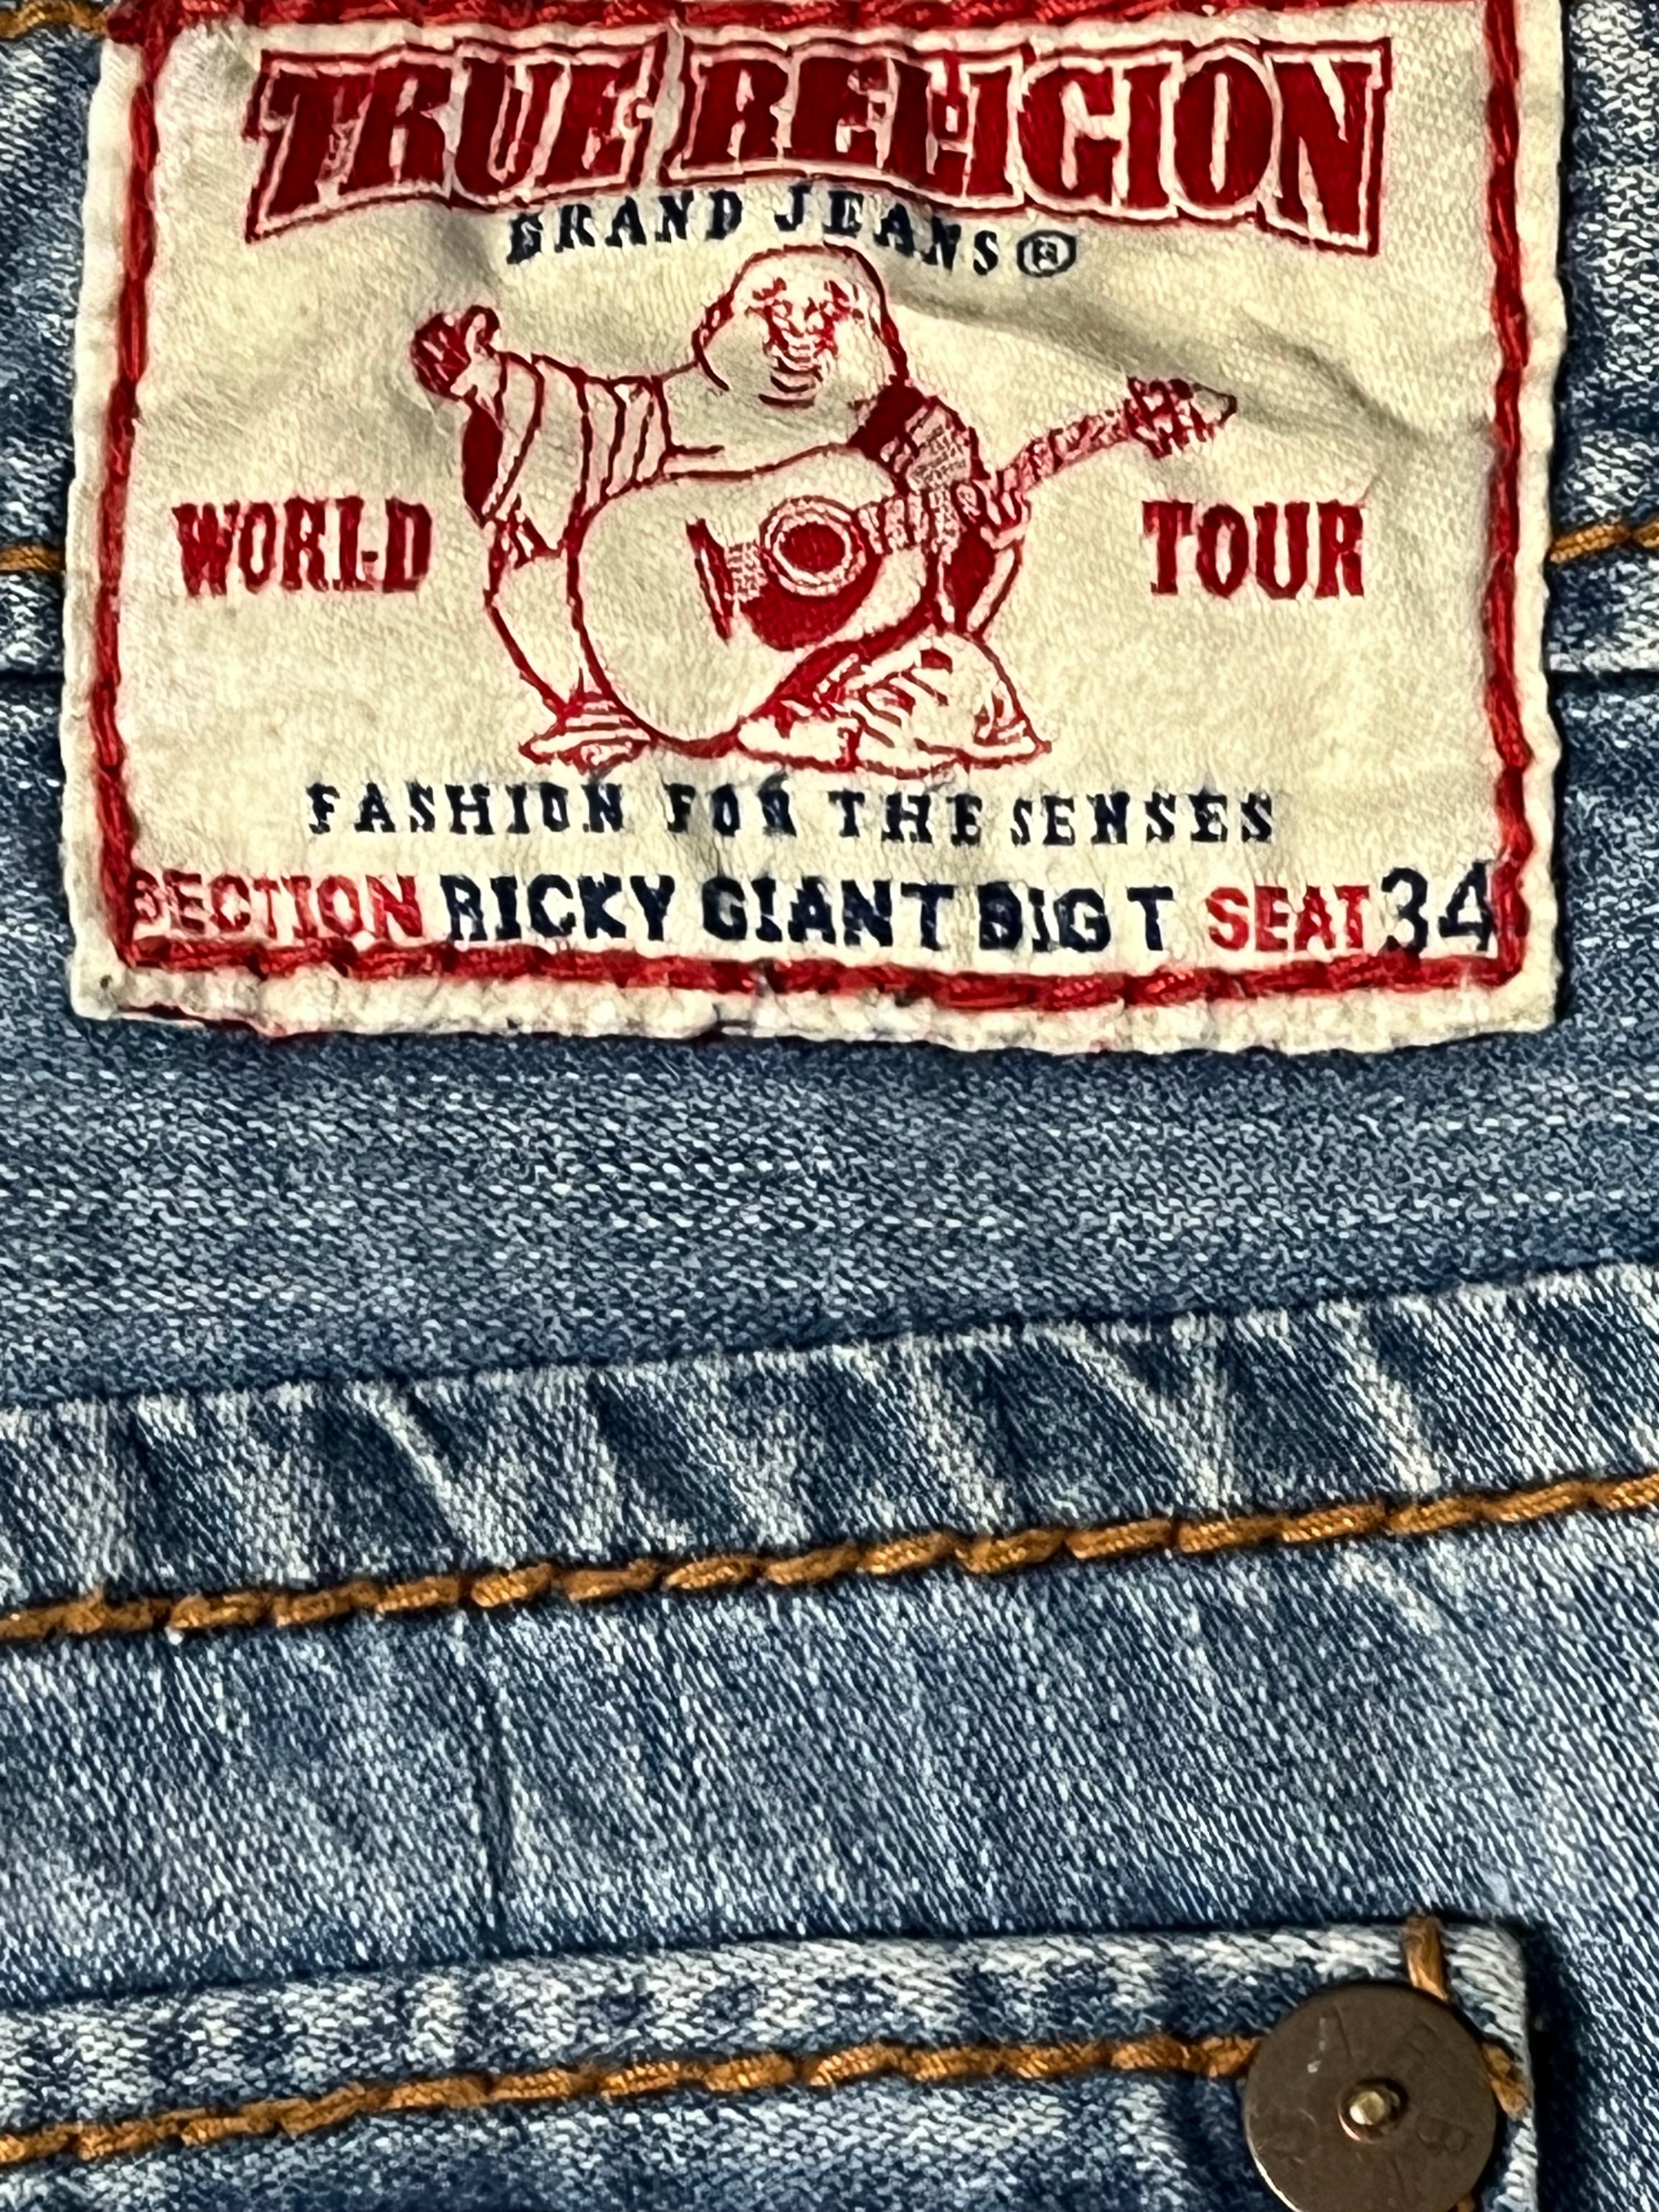 TRUE RELIGION
BRAND JEANS®
WORLD TOUR
FASHION FOR THE SENSES
SECTION RICKY GIANT BIG T SEAT 34